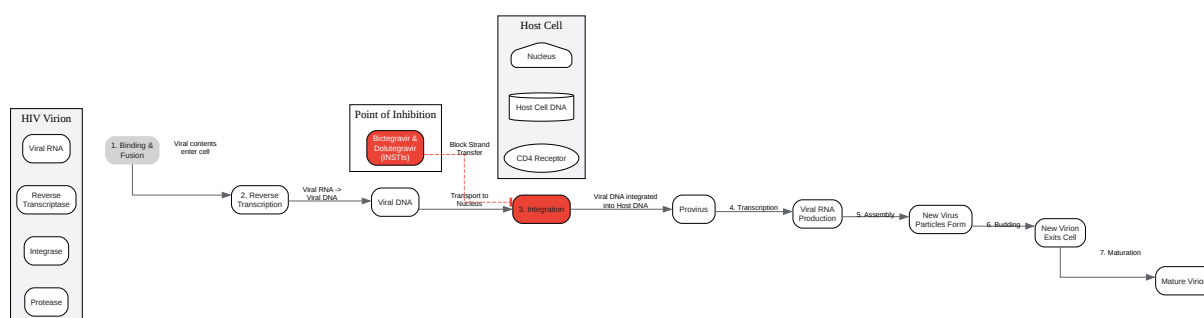 HIV Virion
Viral RNA
Reverse
Transcriptase
Integrase
Protease
1. Binding &
Fusion
Viral contents
enter cell
2. Reverse
Transcription
Viral RNA ->
Viral DNA
Point of Inhibition
Bictegravir &
Dolutegravir
(INSTIs)
Viral DNA
Block Strand
Transfer
Transport to
Nucleus
Host Cell
Nucleus
Host Cell DNA
CD4 Receptor
3. Integration
Viral DNA integrated
into Host DNA
Provirus
4. Transcription
Viral RNA
Production
5. Assembly
New Virus
Particles Form
6. Budding
New Virion
Exits Cell
7. Maturation
Mature Virion